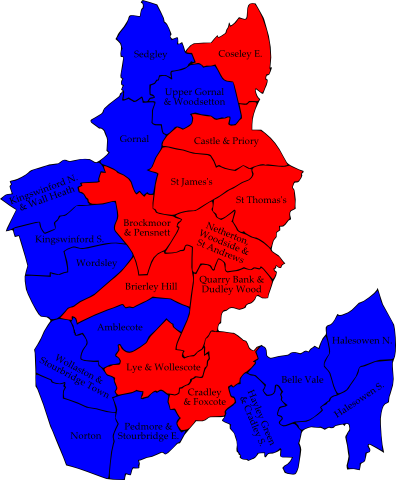 Sedgley
Coseley E.
Upper Gornal
& Woodsetton
Gornal
Castle & Priory
Kingswinford N.
& Wall Heath
St James's
St Thomas's
Brockmoor
& Pensnett
Netherton,
Woodside &
St Andrews
Kingswinford S.
Wordsley
Quarry Bank &
Dudley Wood
Brierley Hill
Amblecote
Halesowen N.
Wollaston &
Stourbridge Town
Lye & Wollescote
Belle Vale
Halesowen S.
Cradley
& Foxcote
Hayley Green
& Cradley S.
Norton
Pedmore &
Stourbridge E.